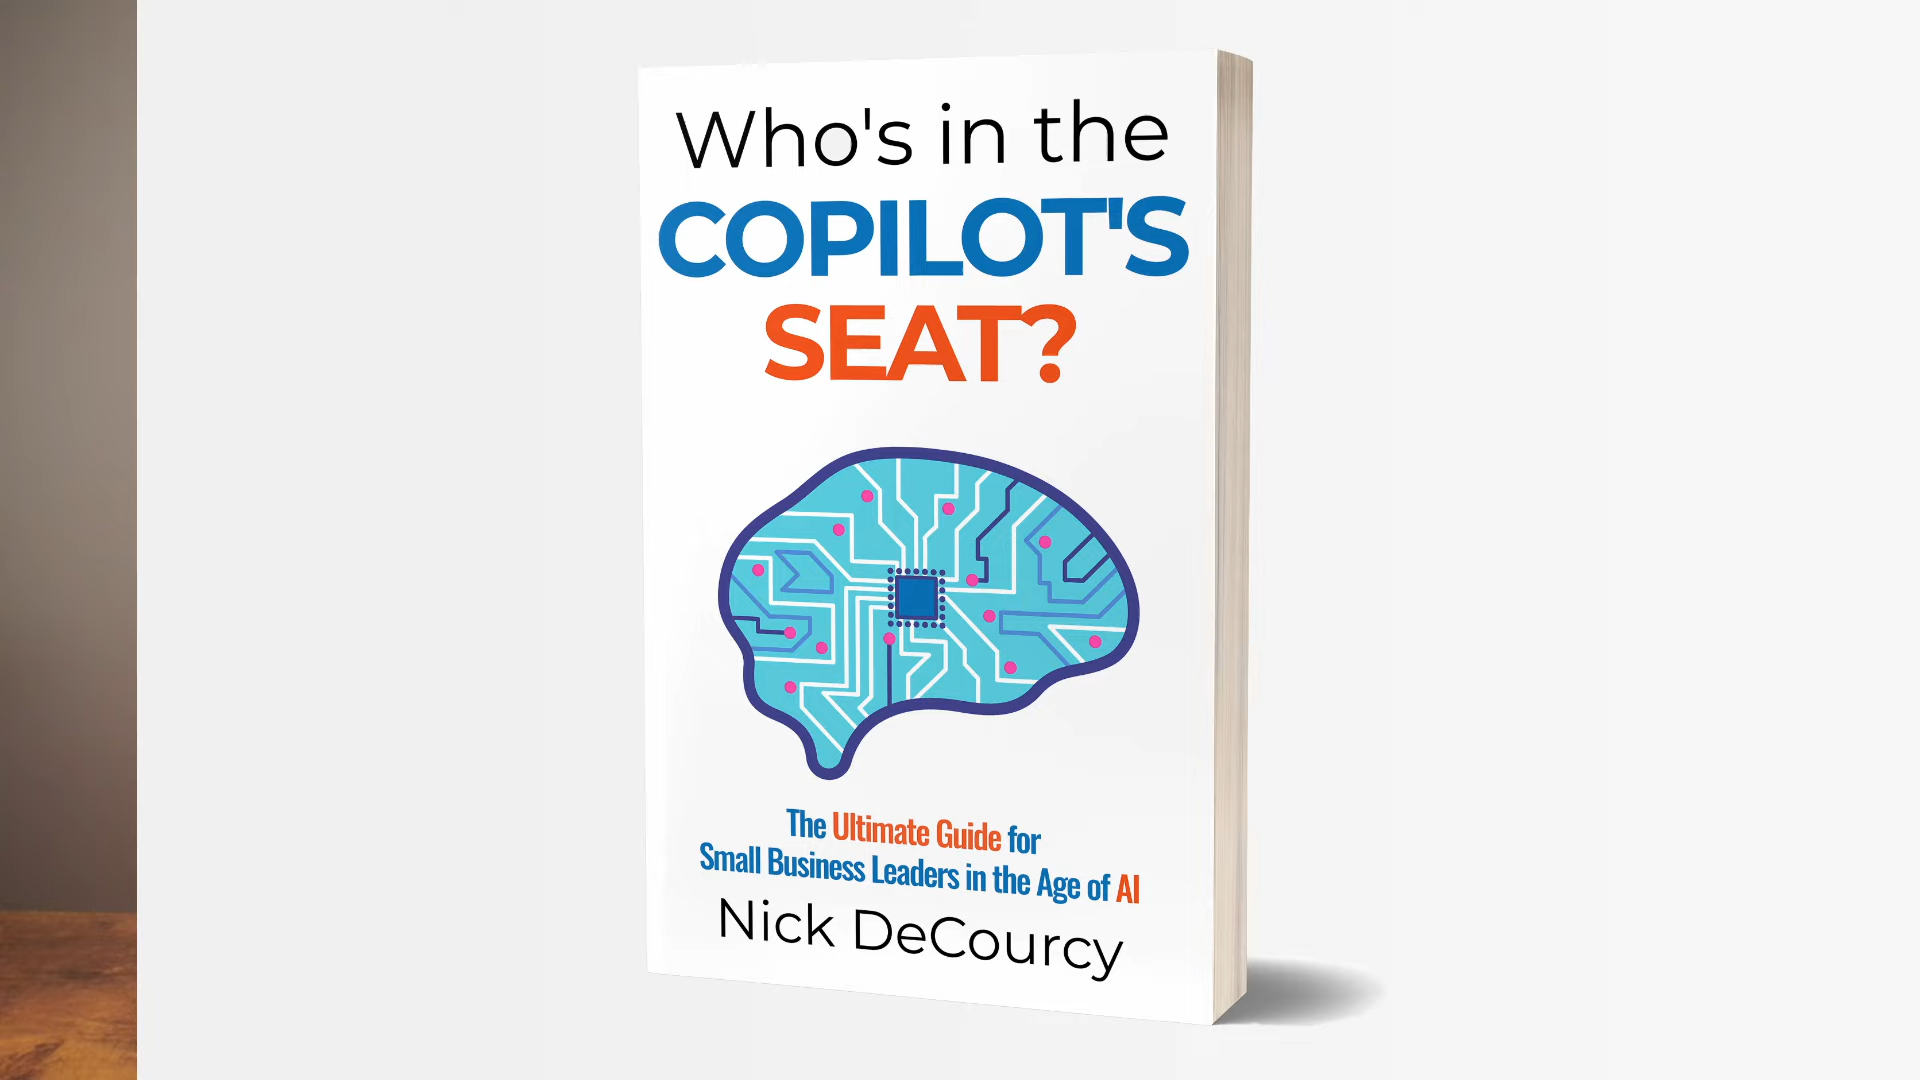 Who's in the
COPILOT'S
SEAT?
The Ultimate Guide for
Small Business Leaders in the Age of AI
Nick DeCourcy